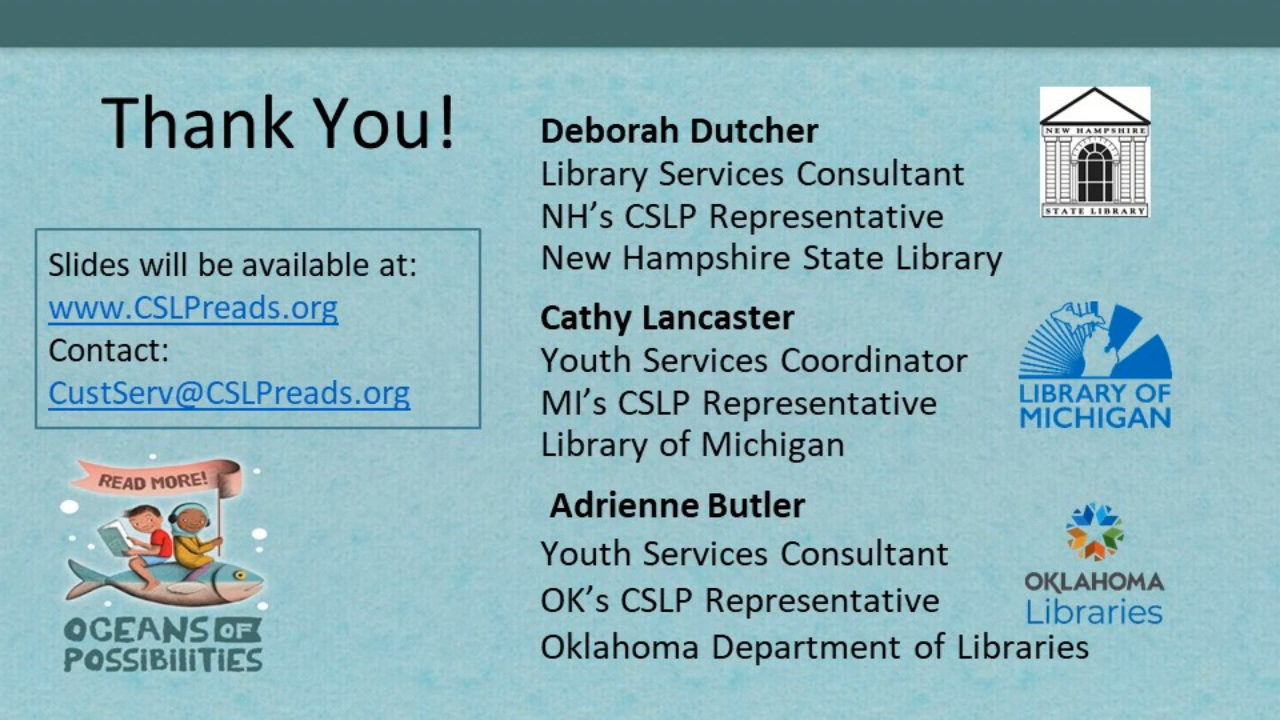 Thank You!
Slides will be available at:
www.CSLPreads.org
Contact:
CustServ@CSLPreads.org
READ MORE!
OCEANS OF
POSSIBILITIES
Deborah Dutcher
Library Services Consultant
NH’s CSLP Representative
New Hampshire State Library
NEW HAMPSHIRE
STATE LIBRARY
Cathy Lancaster
Youth Services Coordinator
MI’s CSLP Representative
Library of Michigan
LIBRARY OF
MICHIGAN
Adrienne Butler
Youth Services Consultant
OK’s CSLP Representative
Oklahoma Department of Libraries
OKLAHOMA
Libraries